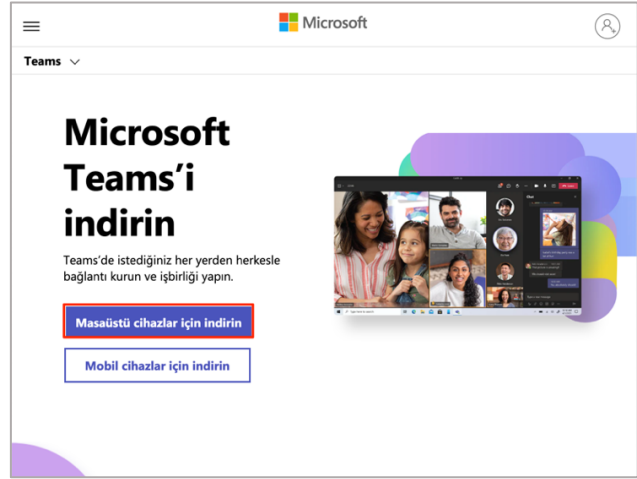 Microsoft
Teams
Microsoft
Teams'i
indirin
Teams'de istediğiniz her yerden herkesle
bağlantı kurun ve işbirliği yapın.
Masaüstü cihazlar için indirin
Mobil cihazlar için indirin